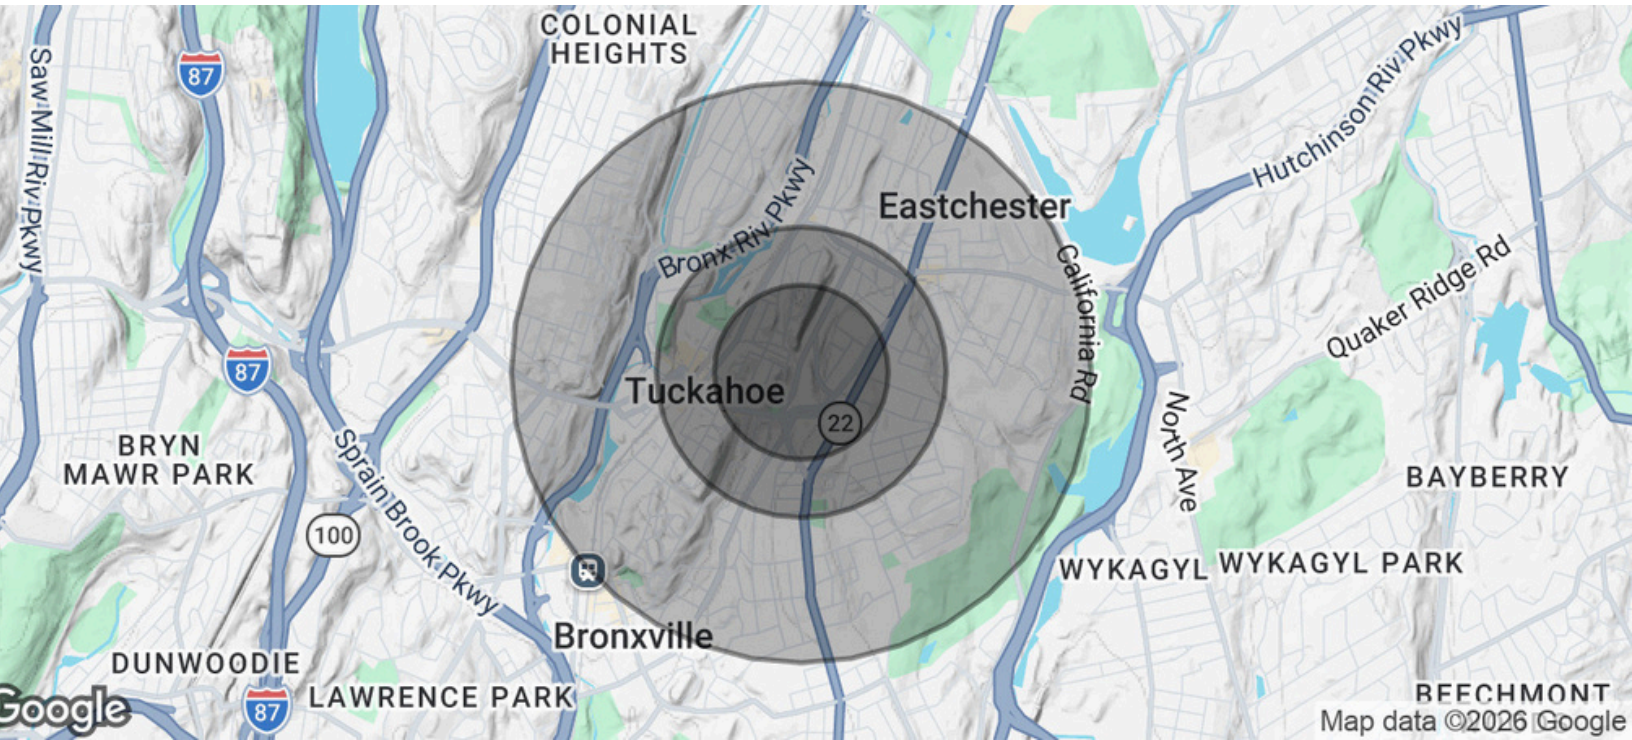 COLONIAL
HEIGHTS
Saw Mill Riv Pkwy
87
Hutchinson Riv Pkwy
Bronx Riv Pkwy
Eastchester
California Rd
Quaker Ridge Rd
87
Tuckahoe
22
North Ave
BRYN
MAWR PARK
Sprain Brook Pkwy
BAYBERRY
100
WYKAGYL
WYKAGYL PARK
Bronxville
DUNWOODIE
LAWRENCE PARK
87
BEECHMONT
Google
Map data ©2026 Google